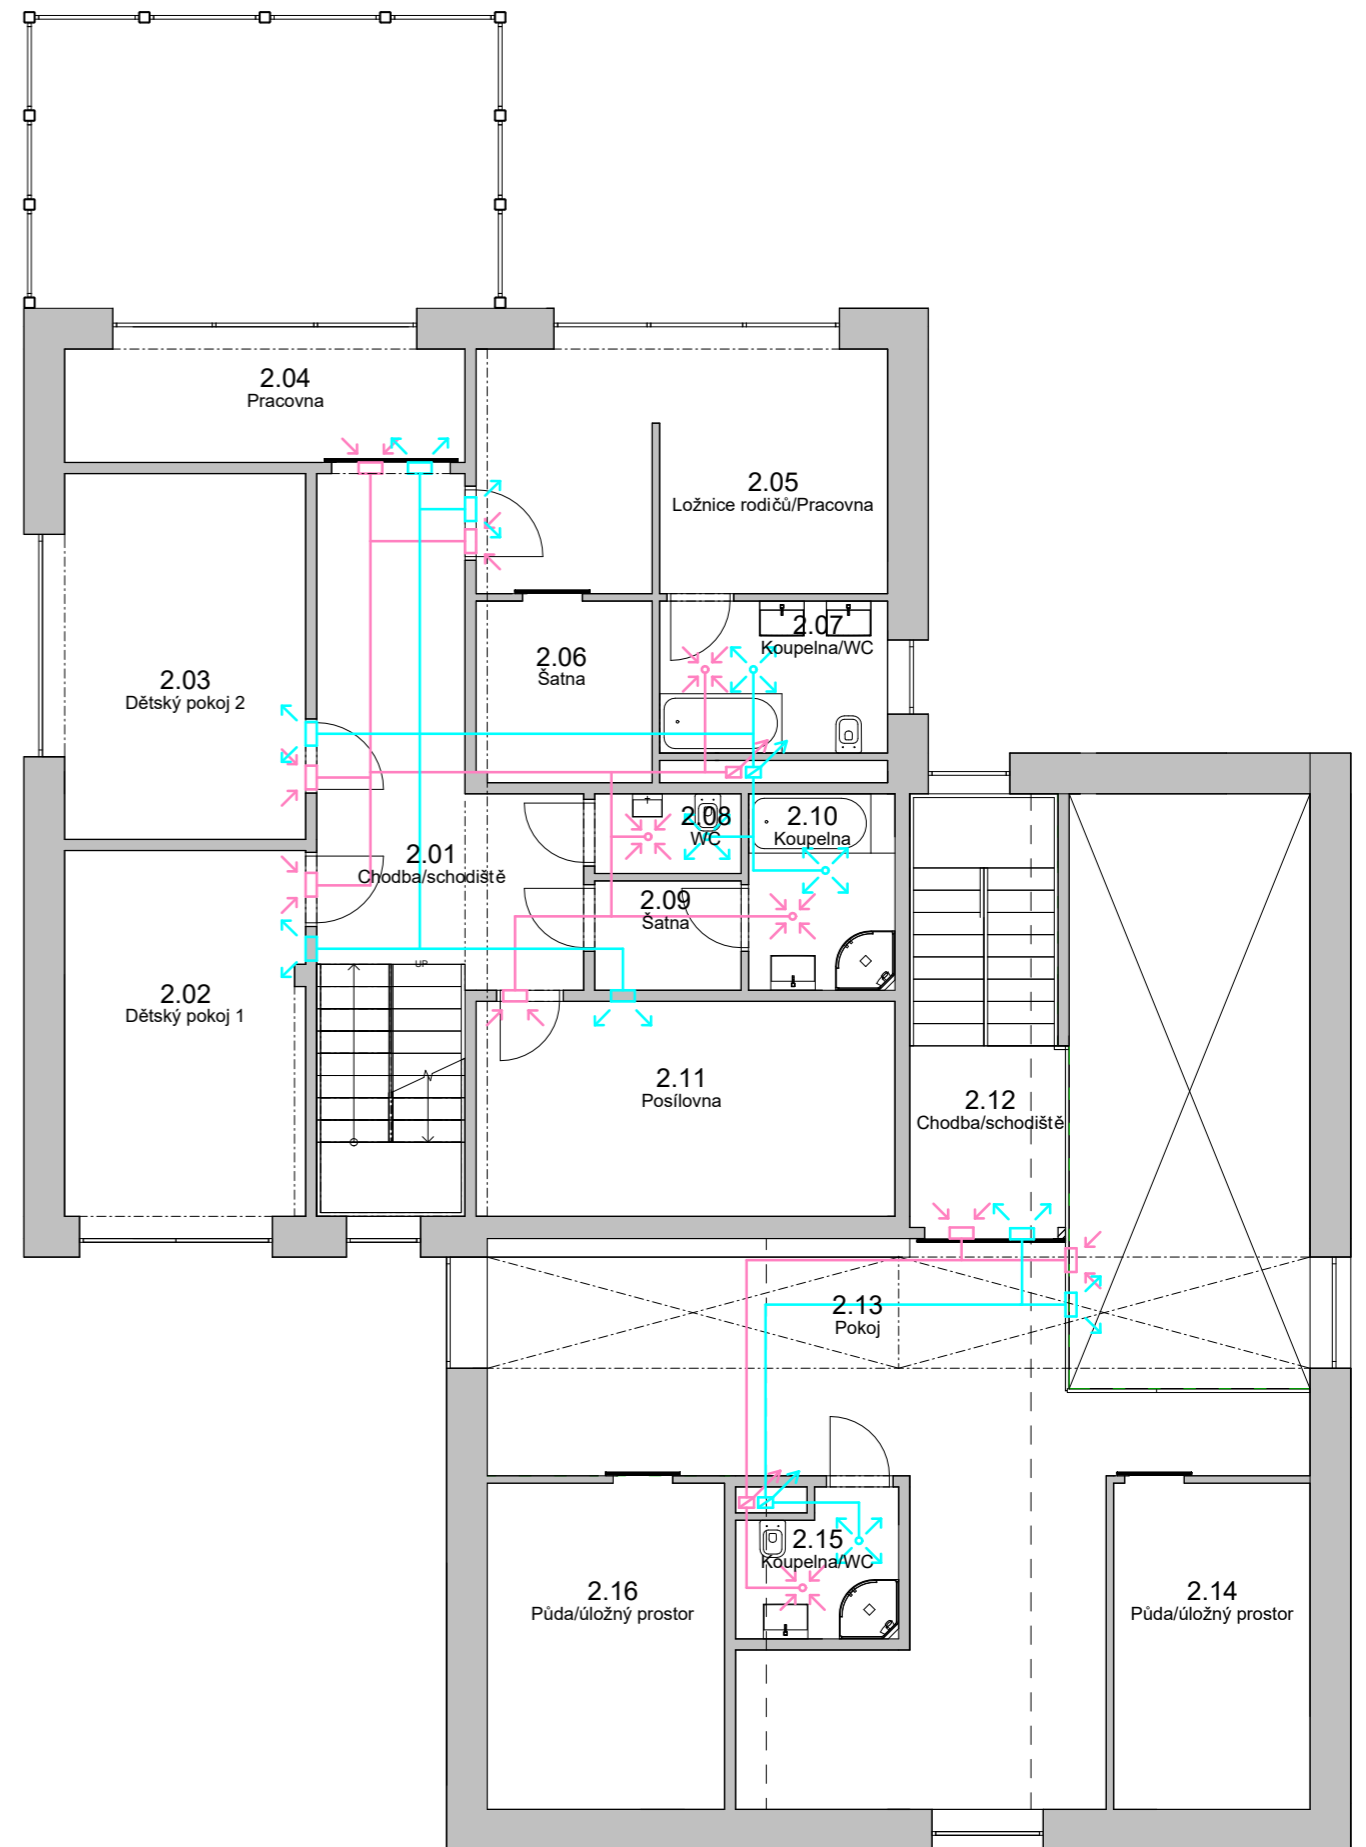 2.04
Pracovna
2.05
Ložnice rodičů/Pracovna
2.07
Koupelna/WC
2.06
Šatna
2.03
Dětský pokoj 2
2.08
WC
2.10
Koupelna
2.01
Chodba/schodiště
2.09
Šatna
UP
2.02
Dětský pokoj 1
2.11
Posílovna
2.12
Chodba/schodiště
2.13
Pokoj
2.15
Koupelna/WC
2.16
Půda/úložný prostor
2.14
Půda/úložný prostor